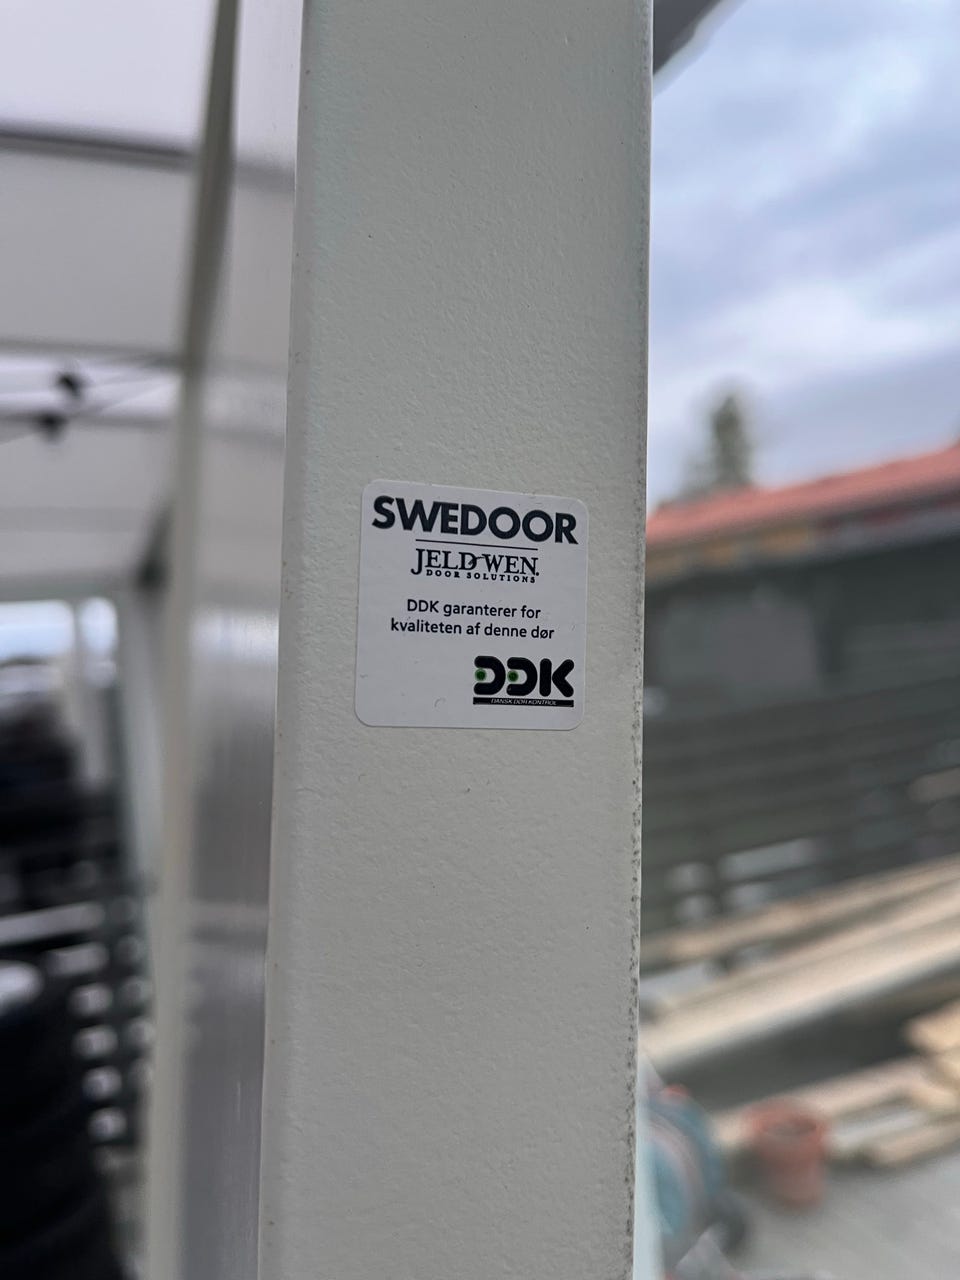 SWEDOOR
JELD-WEN.
DOOR SOLUTIONS
DDK garanterer for
kvaliteten af denne dør
DDK
DANSK DØR KONTROL